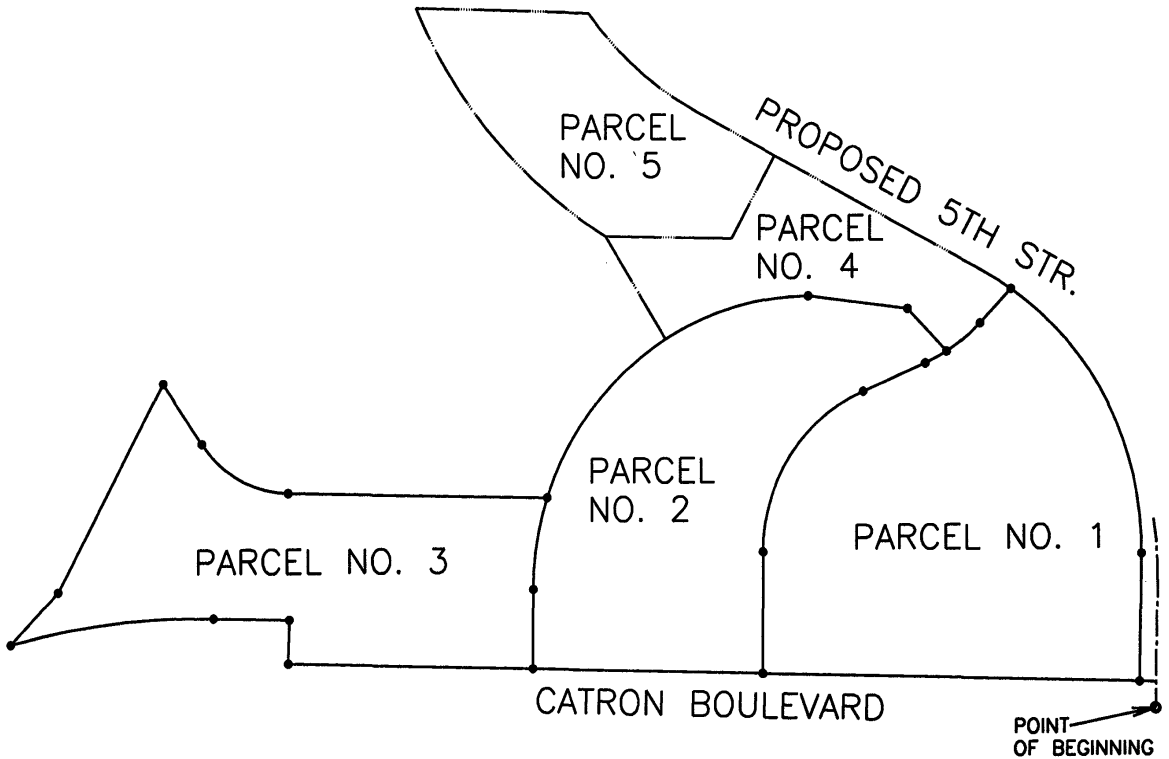 PARCEL
NO. 5
PROPOSED 5TH STR.
PARCEL
NO. 4
PARCEL
NO. 2
PARCEL NO. 1
PARCEL NO. 3
CATRON BOULEVARD
POINT
OF BEGINNING